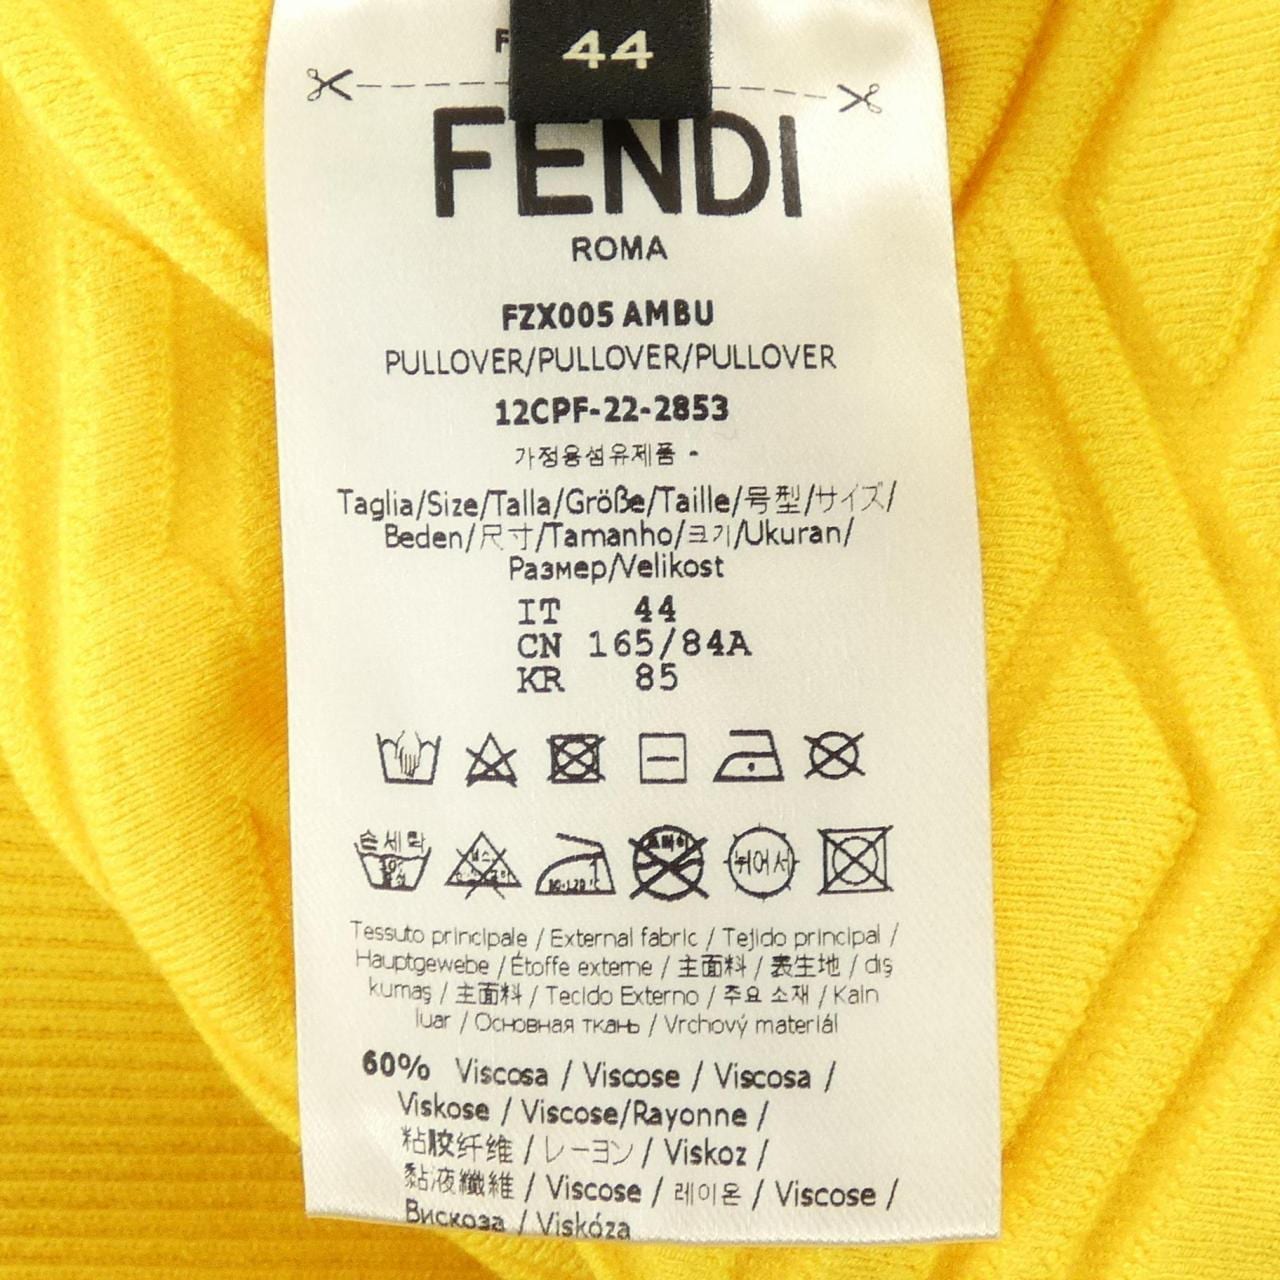 44
FENDI
ROMA
FZX005 AMBU
PULLOVER/PULLOVER/PULLOVER
12CPF-22-2853
가정용섬유제품 -
Taglia/Size/Talla/Größe/Taille/号型/サイズ/
Beden/尺寸/Tamanho/크기/Ukuran/
Размер/Velikost
IT 44
CN 165/84A
KR 85
손세탁
뉘어서
Tessuto principale / External fabric / Tejido principal /
Hauptgewebe / Étoffe externe / 主面料 / 表生地 / dış
kumaş / 主面料 / Tecido Externo / 주요 소재 / Kain
luar / Основная ткань / Vrchový materiál
60% Viscosa / Viscose / Viscosa /
Viskose / Viscose/Rayonne /
粘胶纤维 / レーヨン / Viskoz /
黏液纖維 / Viscose / 레이온 / Viscose /
Вискоза / Viskóza